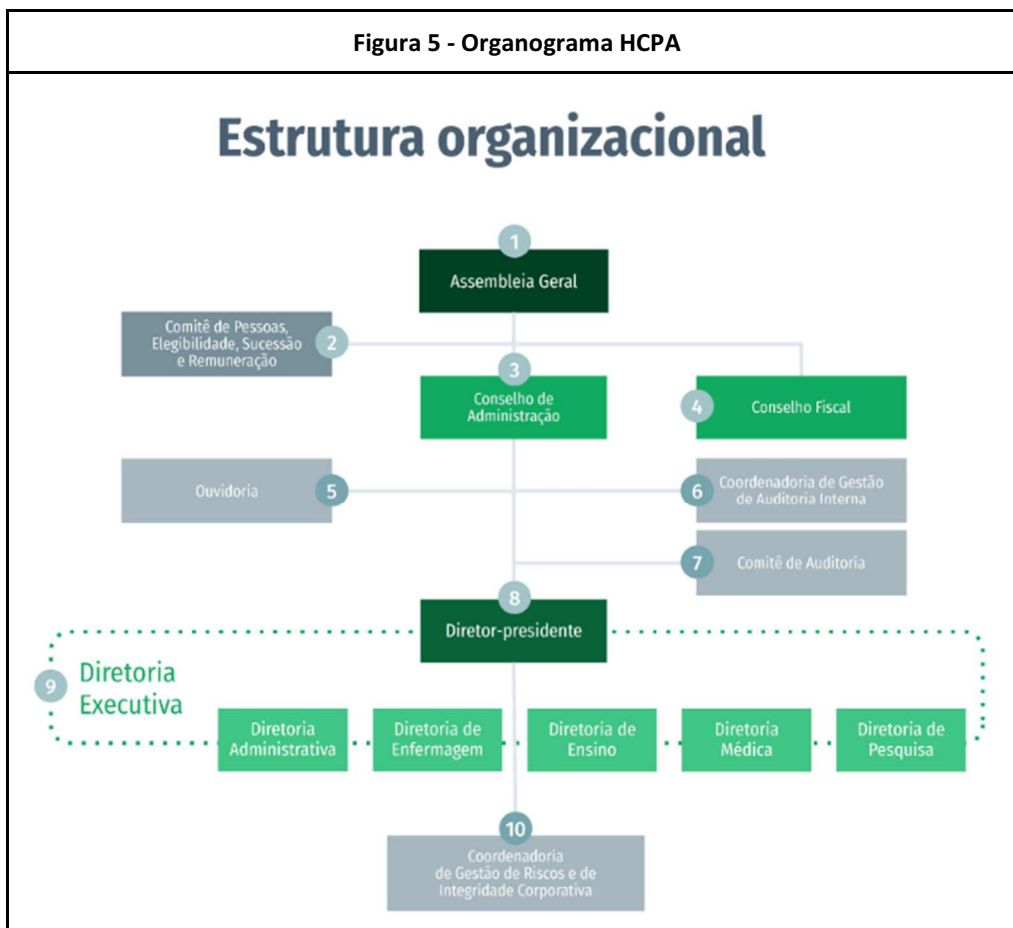 Figura 5 - Organograma HCPA
Estrutura organizacional
1
Assembleia Geral
Comitê de Pessoas,
Elegibilidade, Sucessão
e Remuneração
2
3
Conselho de
Administração
4
Conselho Fiscal
Ouvidoria
5
6
Coordenadoria de Gestão
de Auditoria Interna
7
Comitê de Auditoria
8
Diretor-presidente
9
Diretoria
Executiva
Diretoria
Administrativa
Diretoria de
Enfermagem
Diretoria de
Ensino
Diretoria
Médica
Diretoria de
Pesquisa
10
Coordenadoria
de Gestão de Riscos e de
Integridade Corporativa